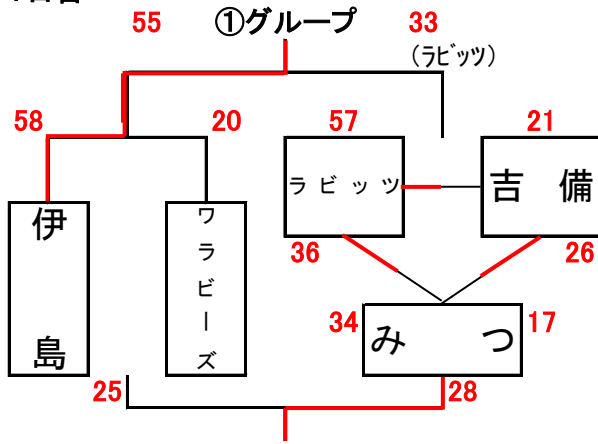 55 ①グループ 33
(ラビッツ)
58 20 57 21
ラビッツ 吉備
伊島 ワラビーズ
36 26
34 みつ 17
25 28